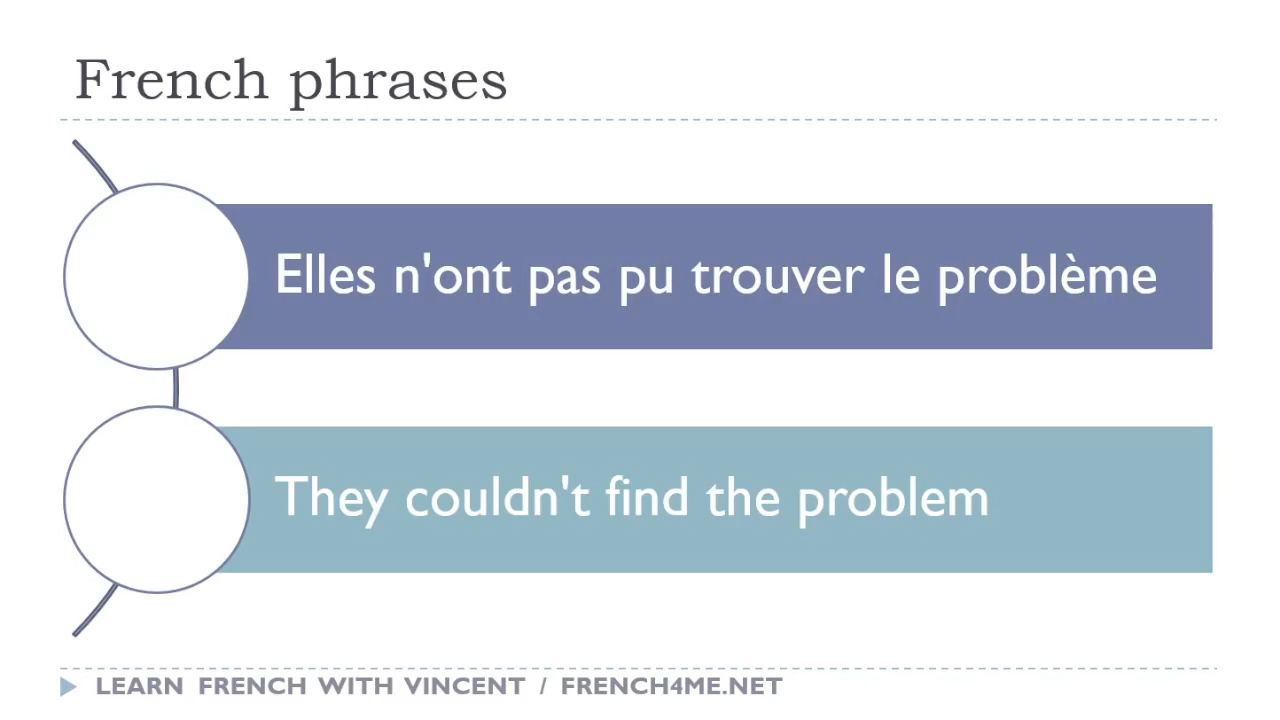 French phrases
Elles n'ont pas pu trouver le problème
They couldn't find the problem
LEARN FRENCH WITH VINCENT / FRENCH4ME.NET